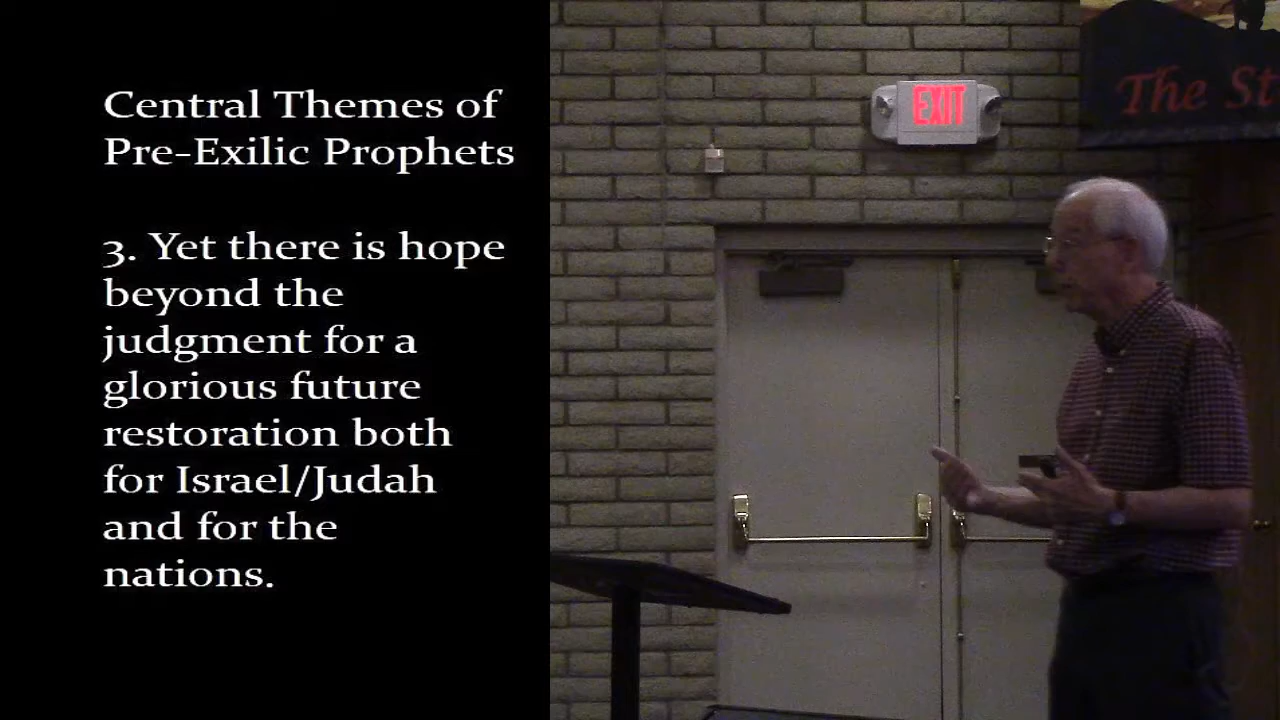 Central Themes of
Pre-Exilic Prophets
3. Yet there is hope
beyond the
judgment for a
glorious future
restoration both
for Israel/Judah
and for the
nations.
EXIT
The St